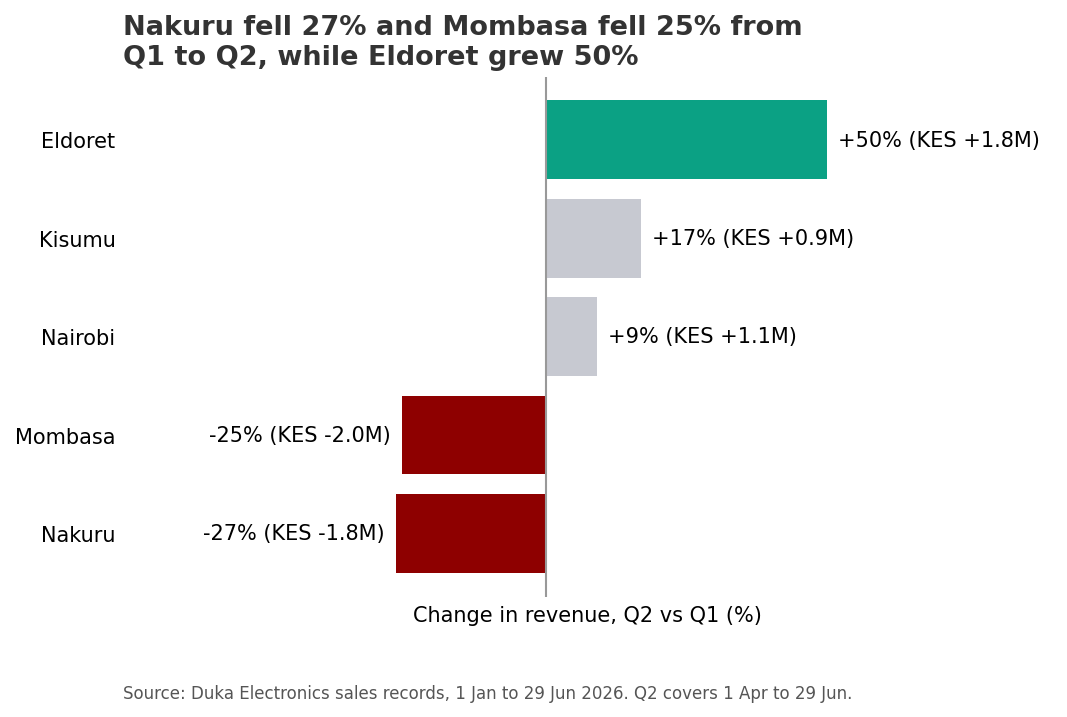 Nakuru fell 27% and Mombasa fell 25% from
Q1 to Q2, while Eldoret grew 50%
Eldoret +50% (KES +1.8M)
Kisumu +17% (KES +0.9M)
Nairobi +9% (KES +1.1M)
Mombasa -25% (KES -2.0M)
Nakuru -27% (KES -1.8M)
Change in revenue, Q2 vs Q1 (%)
Source: Duka Electronics sales records, 1 Jan to 29 Jun 2026. Q2 covers 1 Apr to 29 Jun.